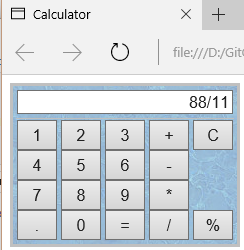 Calculator
file:///D:/Git
88/11
1 2 3 + C
4 5 6 -
7 8 9 *
. 0 = / %